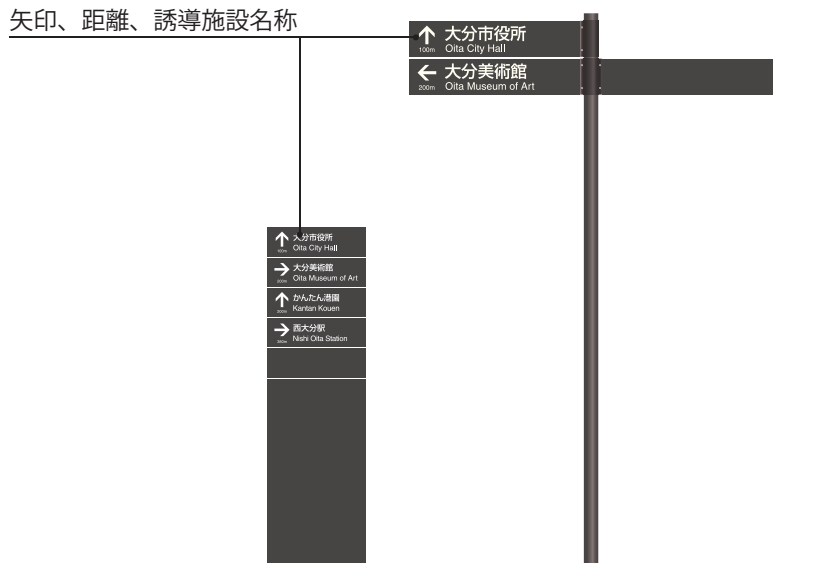 矢印、距離、誘導施設名称
大分市役所
100m
Oita City Hall
大分美術館
200m
Oita Museum of Art
大分市役所
100m
Oita City Hall
大分美術館
200m
Oita Museum of Art
かんたん港園
200m
Kantan Kouen
西大分駅
Nishi Oita Station